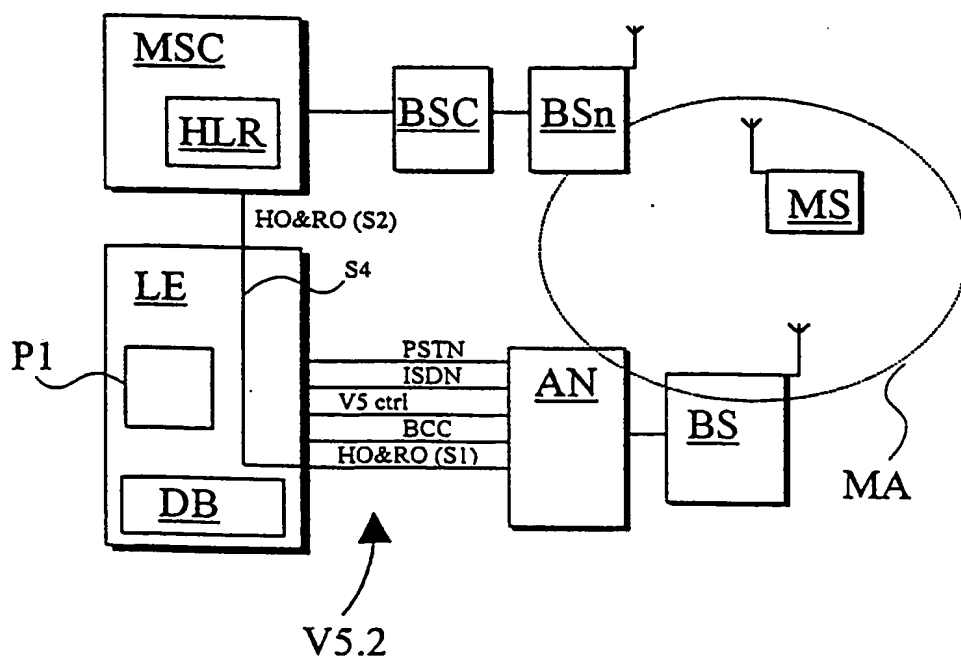 MSC
HLR
BSC
BSn
MS
HO&RO (S2)
LE
S4
P1
PSTN
ISDN
V5 ctrl
BCC
HO&RO (S1)
AN
BS
MA
DB
V5.2